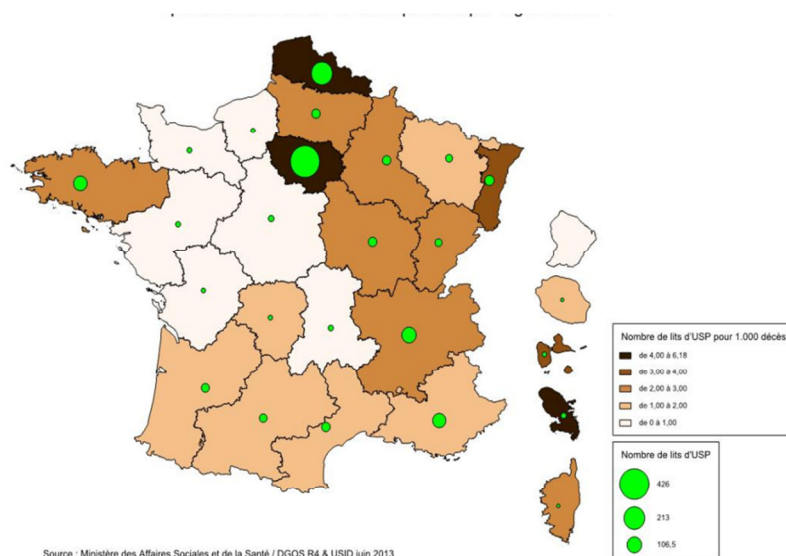 Nombre de lits d'USP pour 1.000 décès
de 4,00 à 6,18
de 3,00 à 4,00
de 2,00 à 3,00
de 1,00 à 2,00
de 0 à 1,00
Nombre de lits d'USP
426
213
106,5
Source : Ministère des Affaires Sociales et de la Santé / DGOS R4 & USID juin 2013